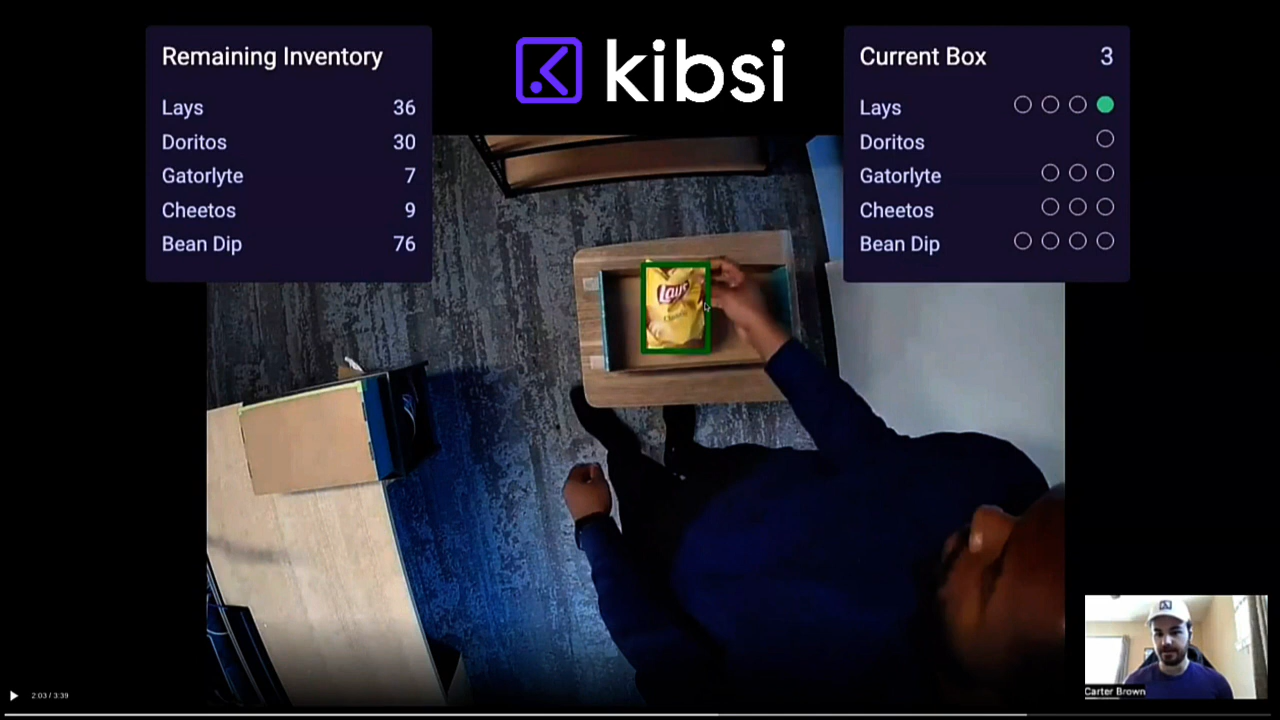 Remaining Inventory
Lays 36
Doritos 30
Gatorlyte 7
Cheetos 9
Bean Dip 76
kibsi
Current Box 3
Lays
Doritos
Gatorlyte
Cheetos
Bean Dip
Lay's
2:03 / 3:39
Carter Brown